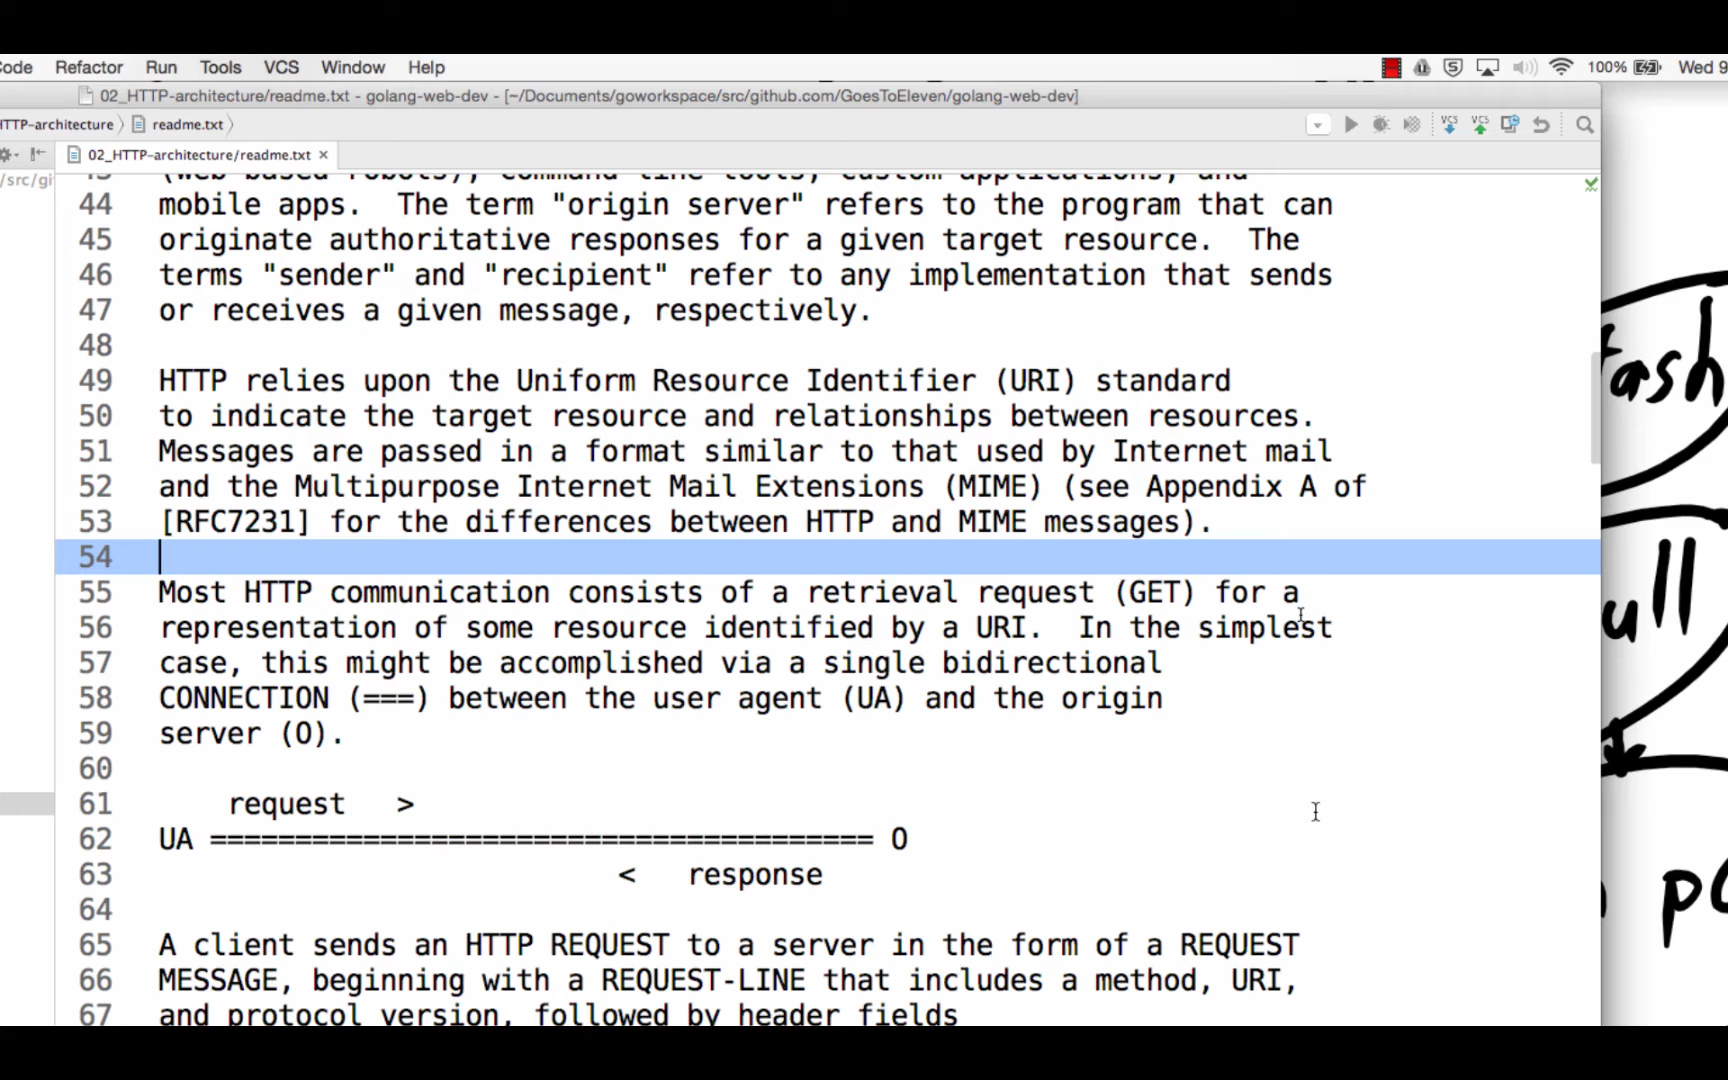 Code Refactor Run Tools VCS Window Help 100% Wed 9
02_HTTP-architecture/readme.txt - golang-web-dev - [~/Documents/goworkspace/src/github.com/GoesToEleven/golang-web-dev]
HTTP-architecture readme.txt
02_HTTP-architecture/readme.txt
/src/gi
(web-based robots), command-line tools, custom applications, and
44 mobile apps.  The term "origin server" refers to the program that can
45 originate authoritative responses for a given target resource.  The
46 terms "sender" and "recipient" refer to any implementation that sends
47 or receives a given message, respectively.
48
49 HTTP relies upon the Uniform Resource Identifier (URI) standard
50 to indicate the target resource and relationships between resources.
51 Messages are passed in a format similar to that used by Internet mail
52 and the Multipurpose Internet Mail Extensions (MIME) (see Appendix A of
53 [RFC7231] for the differences between HTTP and MIME messages).
54
55 Most HTTP communication consists of a retrieval request (GET) for a
56 representation of some resource identified by a URI.  In the simplest
57 case, this might be accomplished via a single bidirectional
58 CONNECTION (===) between the user agent (UA) and the origin
59 server (O).
60
61 request   >
62 UA ======================================= O
63 <   response
64
65 A client sends an HTTP REQUEST to a server in the form of a REQUEST
66 MESSAGE, beginning with a REQUEST-LINE that includes a method, URI,
67 and protocol version, followed by header fields